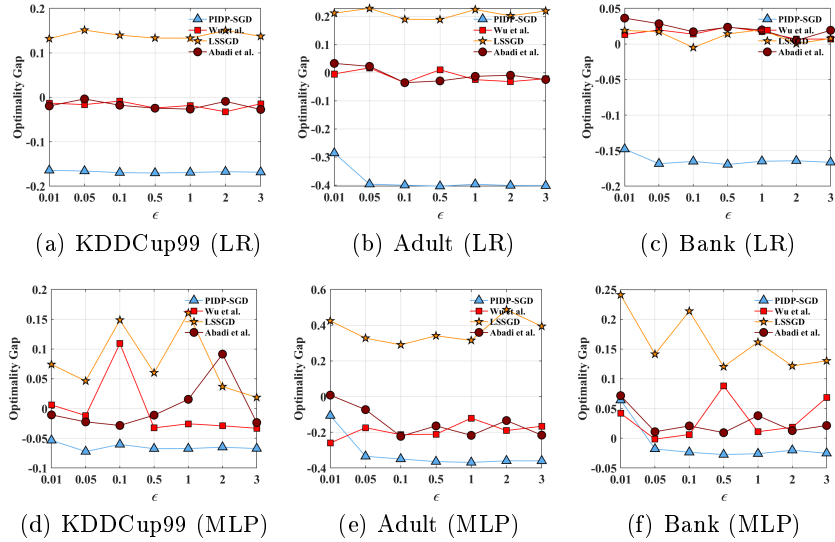 0.2
0.1
0
-0.1
-0.2
Optimality Gap
PIDP-SGD
Wu et al.
LSSGD
Abadi et al.
0.01 0.05 0.1 0.5 1 2 3
ϵ
(a) KDDCup99 (LR)
0.2
0.1
0
-0.1
-0.2
-0.3
-0.4
Optimality Gap
PIDP-SGD
Wu et al.
LSSGD
Abadi et al.
0.01 0.05 0.1 0.5 1 2 3
ϵ
(b) Adult (LR)
0.05
0
-0.05
-0.1
-0.15
-0.2
Optimality Gap
PIDP-SGD
Wu et al.
LSSGD
Abadi et al.
0.01 0.05 0.1 0.5 1 2 3
ϵ
(c) Bank (LR)
0.2
0.15
0.1
0.05
0
-0.05
-0.1
Optimality Gap
PIDP-SGD
Wu et al.
LSSGD
Abadi et al.
0.01 0.05 0.1 0.5 1 2 3
ϵ
(d) KDDCup99 (MLP)
0.6
0.4
0.2
0
-0.2
-0.4
Optimality Gap
PIDP-SGD
Wu et al.
LSSGD
Abadi et al.
0.01 0.05 0.1 0.5 1 2 3
ϵ
(e) Adult (MLP)
0.25
0.2
0.15
0.1
0.05
0
-0.05
Optimality Gap
PIDP-SGD
Wu et al.
LSSGD
Abadi et al.
0.01 0.05 0.1 0.5 1 2 3
ϵ
(f) Bank (MLP)